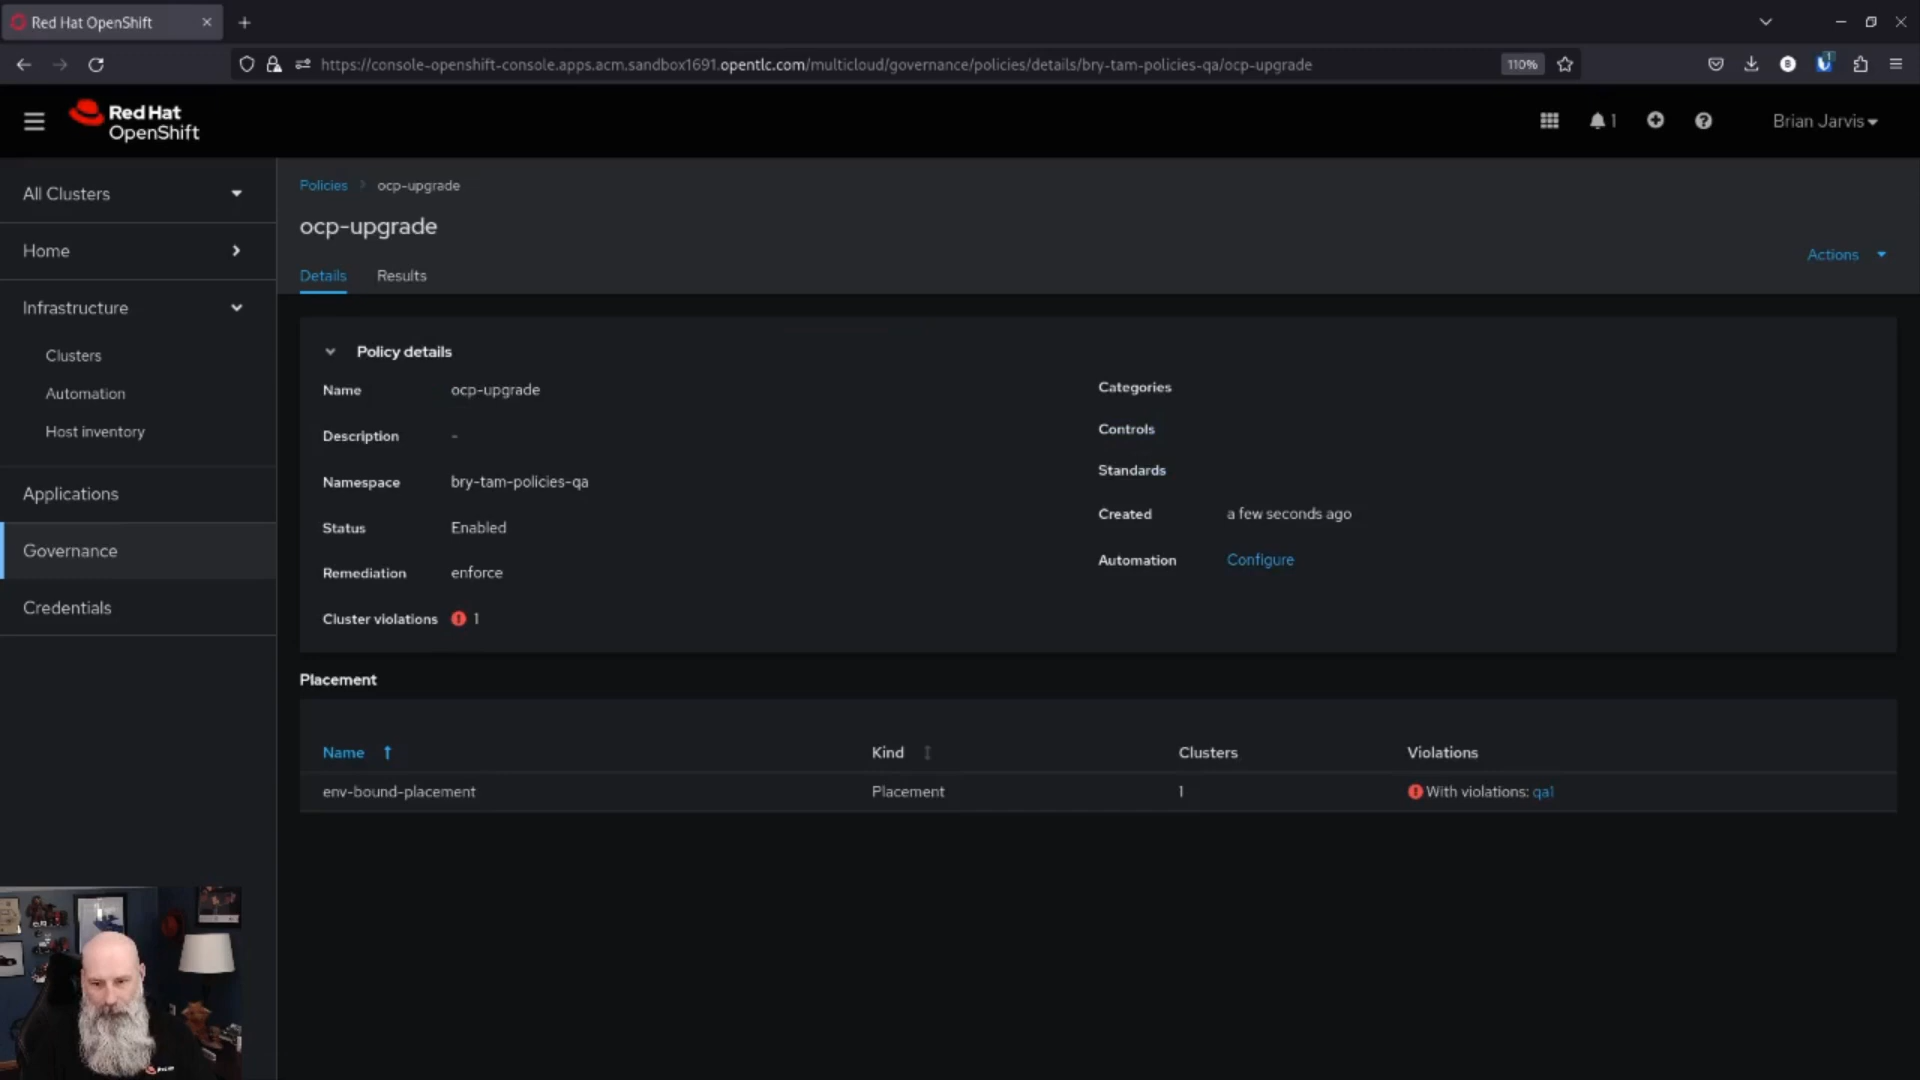 Red Hat OpenShift
https://console-openshift-console.apps.acm.sandbox1691.opentlc.com/multicloud/governance/policies/details/bry-tam-policies-qa/ocp-upgrade
110%
Red Hat
OpenShift
1
Brian Jarvis
All Clusters
Home
Infrastructure
Clusters
Automation
Host inventory
Applications
Governance
Credentials
Policies
ocp-upgrade
ocp-upgrade
Actions
Details
Results
Policy details
Name ocp-upgrade
Description -
Namespace bry-tam-policies-qa
Status Enabled
Remediation enforce
Cluster violations 1
Categories
Controls
Standards
Created a few seconds ago
Automation Configure
Placement
Name Kind Clusters Violations
env-bound-placement Placement 1 With violations: qa1